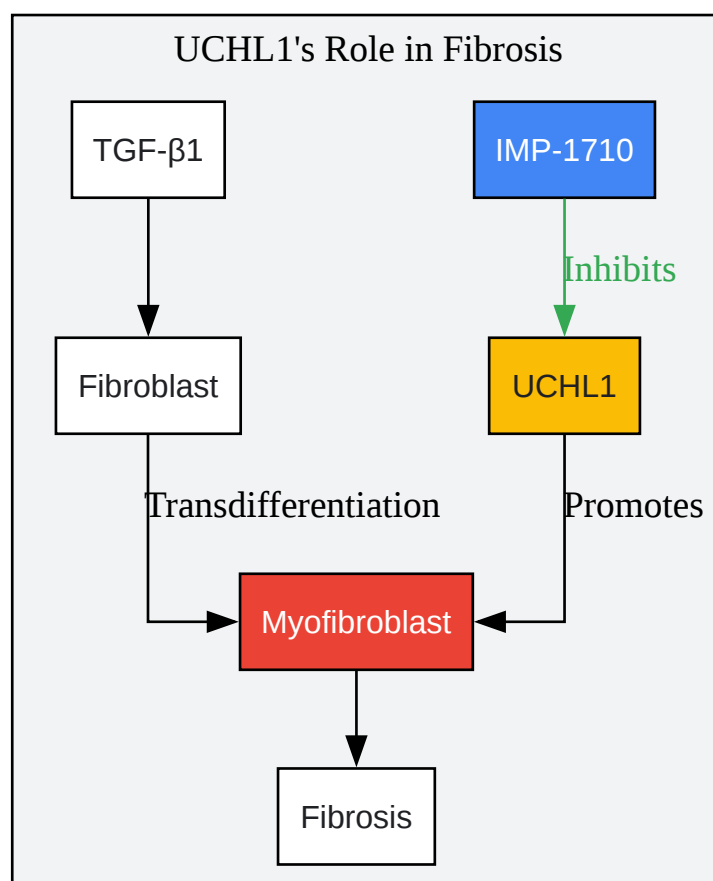 UCHL1's Role in Fibrosis
TGF-β1
IMP-1710
Inhibits
Fibroblast
UCHL1
Transdifferentiation
Promotes
Myofibroblast
Fibrosis